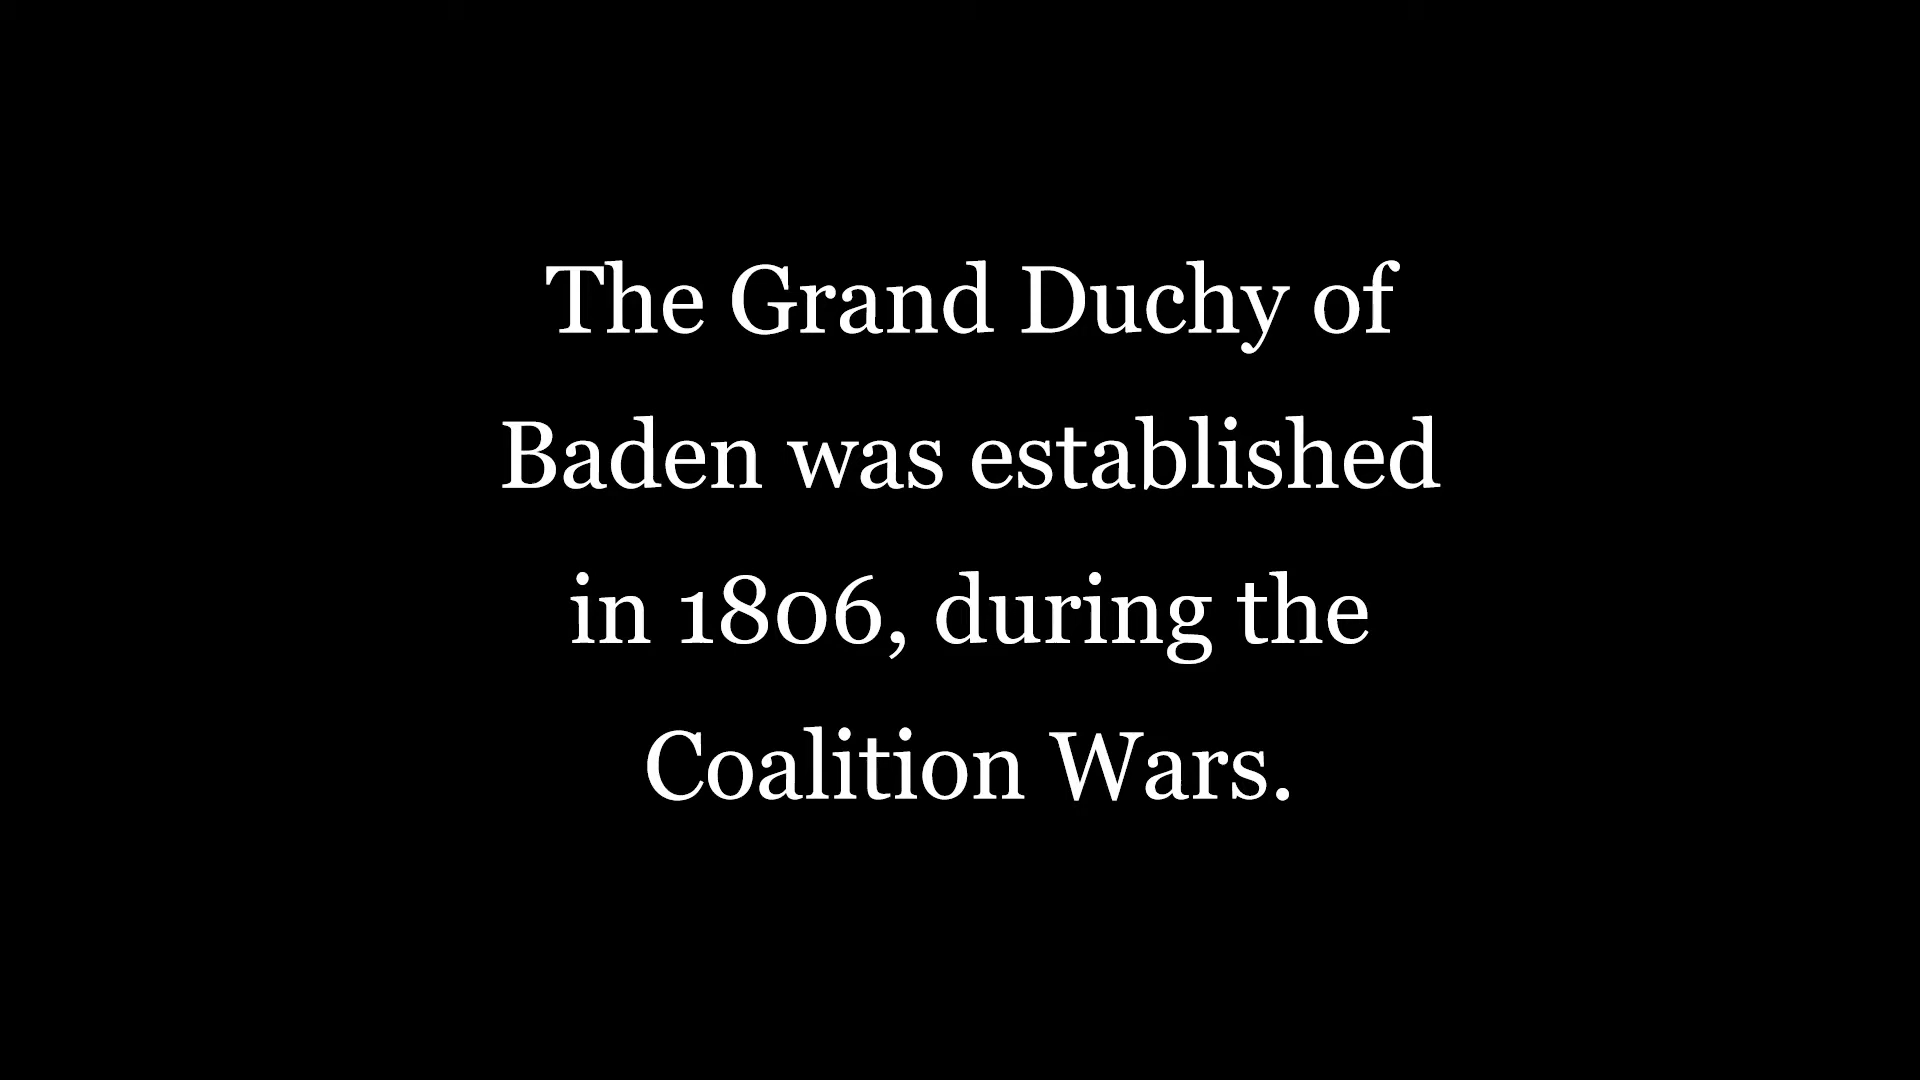 The Grand Duchy of
Baden was established
in 1806, during the
Coalition Wars.